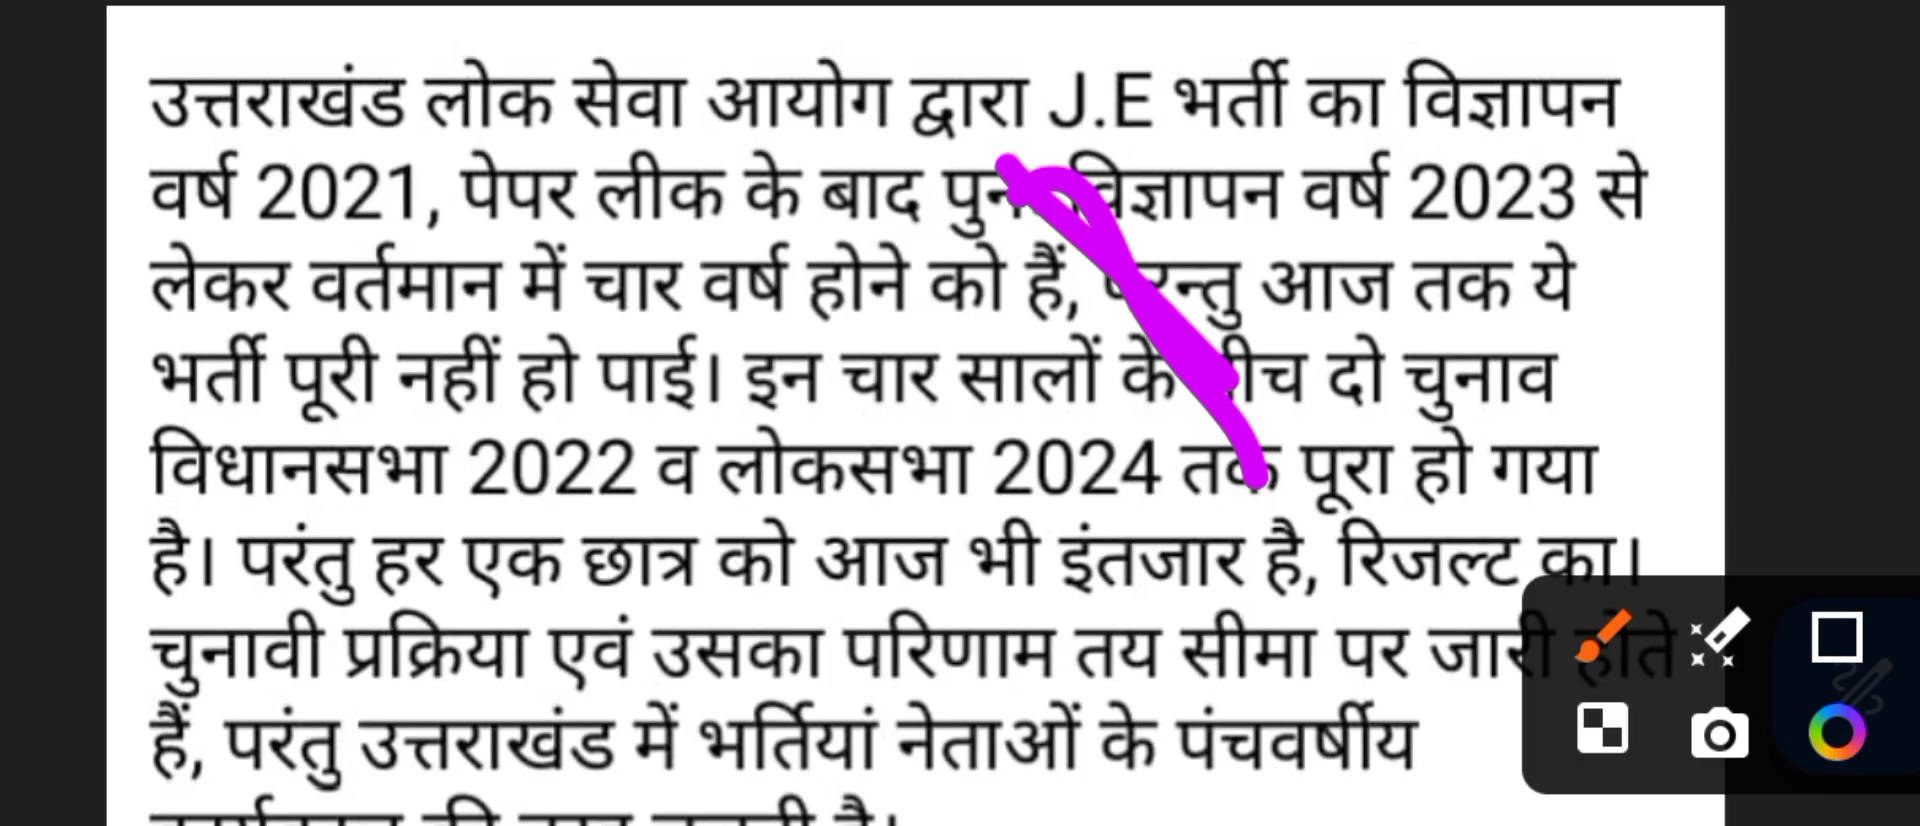 उत्तराखंड लोक सेवा आयोग द्वारा J.E भर्ती का विज्ञापन
वर्ष 2021, पेपर लीक के बाद विज्ञापन वर्ष 2023 से
लेकर वर्तमान में चार वर्ष होने को हैं, परन्तु आज तक ये
भर्ती पूरी नहीं हो पाई। इन चार सालों के बीच दो चुनाव
विधानसभा 2022 व लोकसभा 2024 तक पूरा हो गया
है। परंतु हर एक छात्र को आज भी इंतजार है, रिजल्ट का।
चुनावी प्रक्रिया एवं उसका परिणाम तय सीमा पर जारी होते
हैं, परंतु उत्तराखंड में भर्तियां नेताओं के पंचवर्षीय